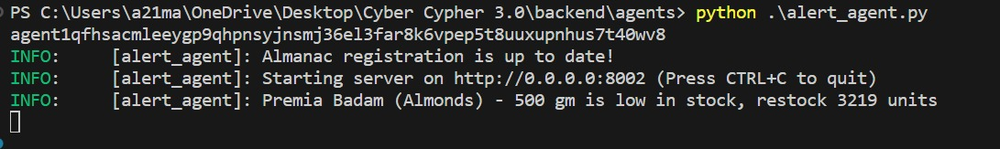 PS C:\Users\a21ma\OneDrive\Desktop\Cyber Cypher 3.0\backend\agents> python .\alert_agent.py
agent1qfhsacmleeygp9qhpnsyjnsmj36el3far8k6vpep5t8uuxupnhus7t40wv8
INFO:     [alert_agent]: Almanac registration is up to date!
INFO:     [alert_agent]: Starting server on http://0.0.0.0:8002 (Press CTRL+C to quit)
INFO:     [alert_agent]: Premia Badam (Almonds) - 500 gm is low in stock, restock 3219 units